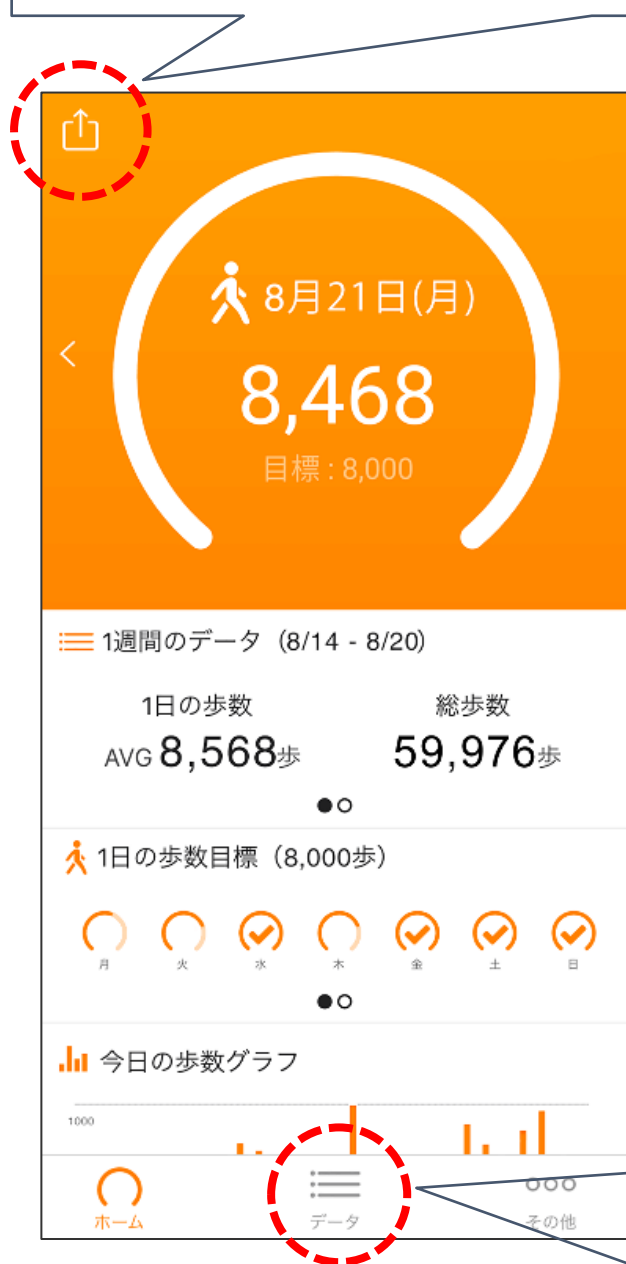 8月21日(月)
8,468
目標 : 8,000
1週間のデータ（8/14 - 8/20）
1日の歩数 総歩数
AVG 8,568歩 59,976歩
1日の歩数目標（8,000歩）
月 火 水 木 金 土 日
今日の歩数グラフ
1000
ホーム データ その他